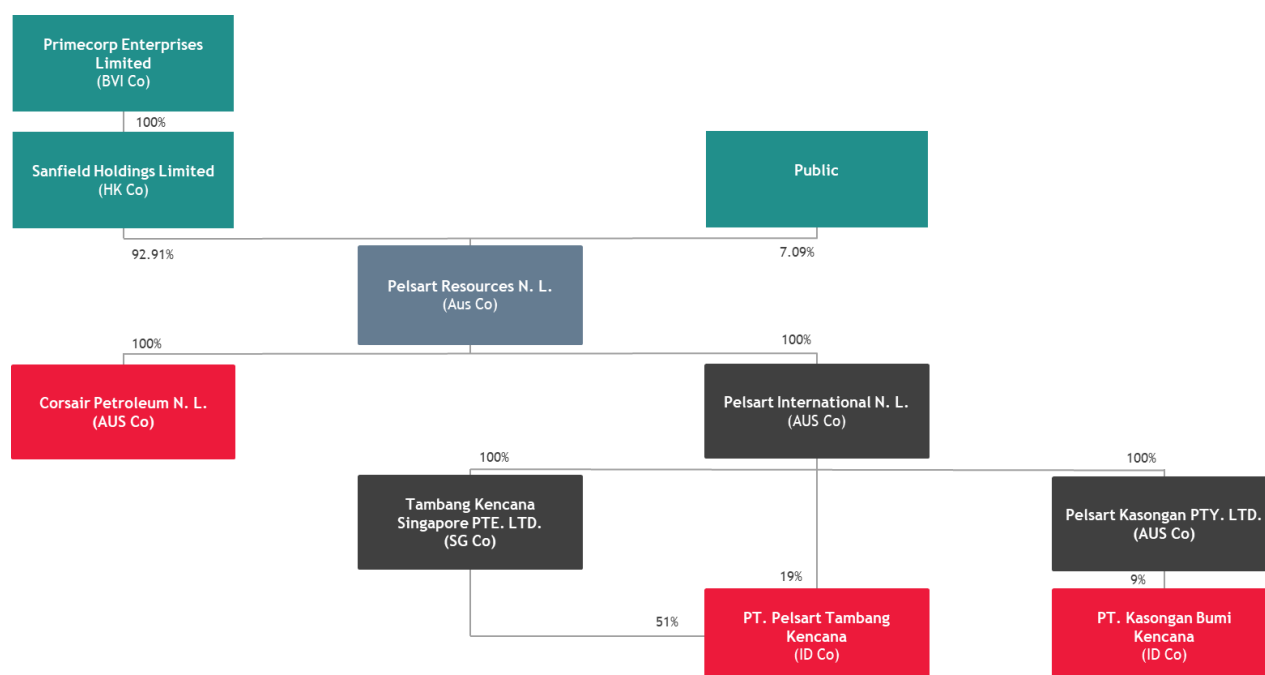 Primecorp Enterprises
Limited
(BVI Co)
100%
Sanfield Holdings Limited
(HK Co)
Public
92.91%
7.09%
Pelsart Resources N. L.
(Aus Co)
100%
100%
Corsair Petroleum N. L.
(AUS Co)
Pelsart International N. L.
(AUS Co)
100%
100%
Tambang Kencana
Singapore PTE. LTD.
(SG Co)
Pelsart Kasongan PTY. LTD.
(AUS Co)
19%
9%
51%
PT. Pelsart Tambang
Kencana
(ID Co)
PT. Kasongan Bumi
Kencana
(ID Co)